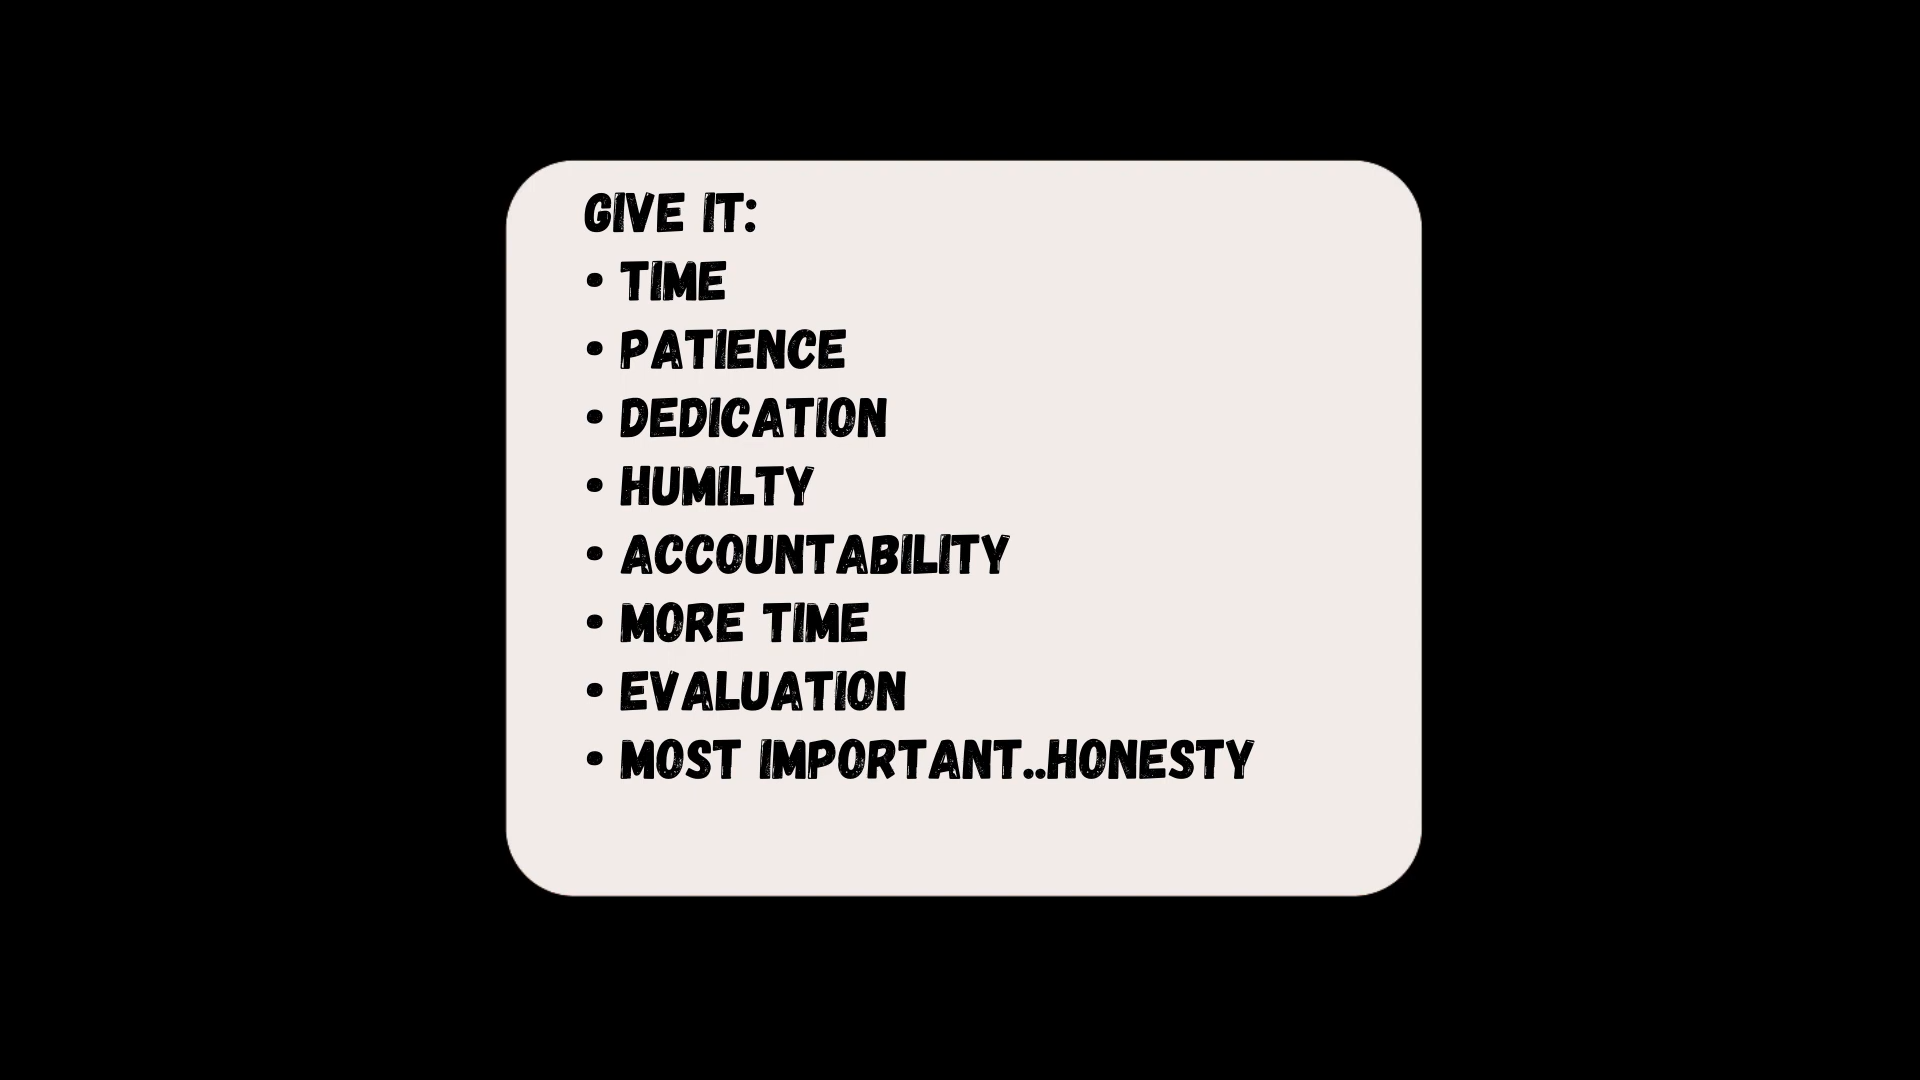 GIVE IT:
• TIME
• PATIENCE
• DEDICATION
• HUMILTY
• ACCOUNTABILITY
• MORE TIME
• EVALUATION
• MOST IMPORTANT..HONESTY